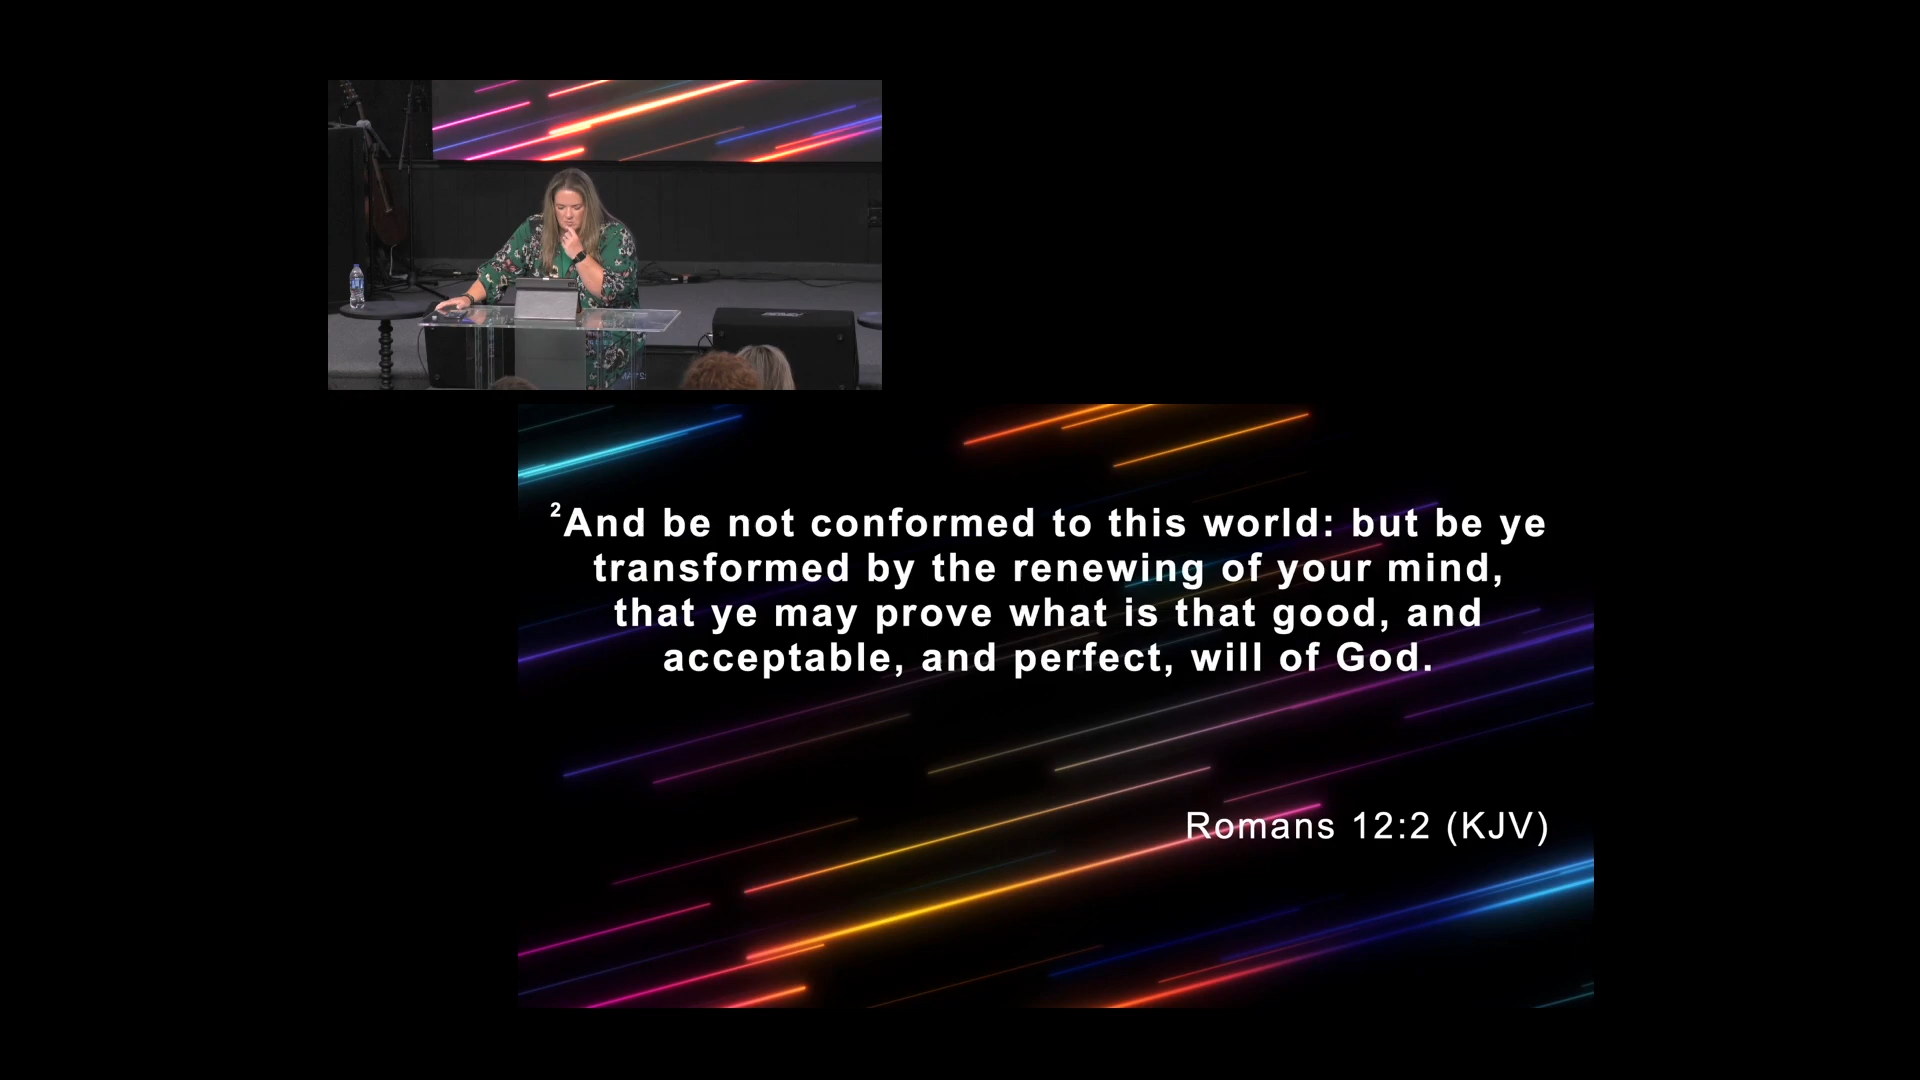 ²And be not conformed to this world: but be ye
transformed by the renewing of your mind,
that ye may prove what is that good, and
acceptable, and perfect, will of God.
Romans 12:2 (KJV)